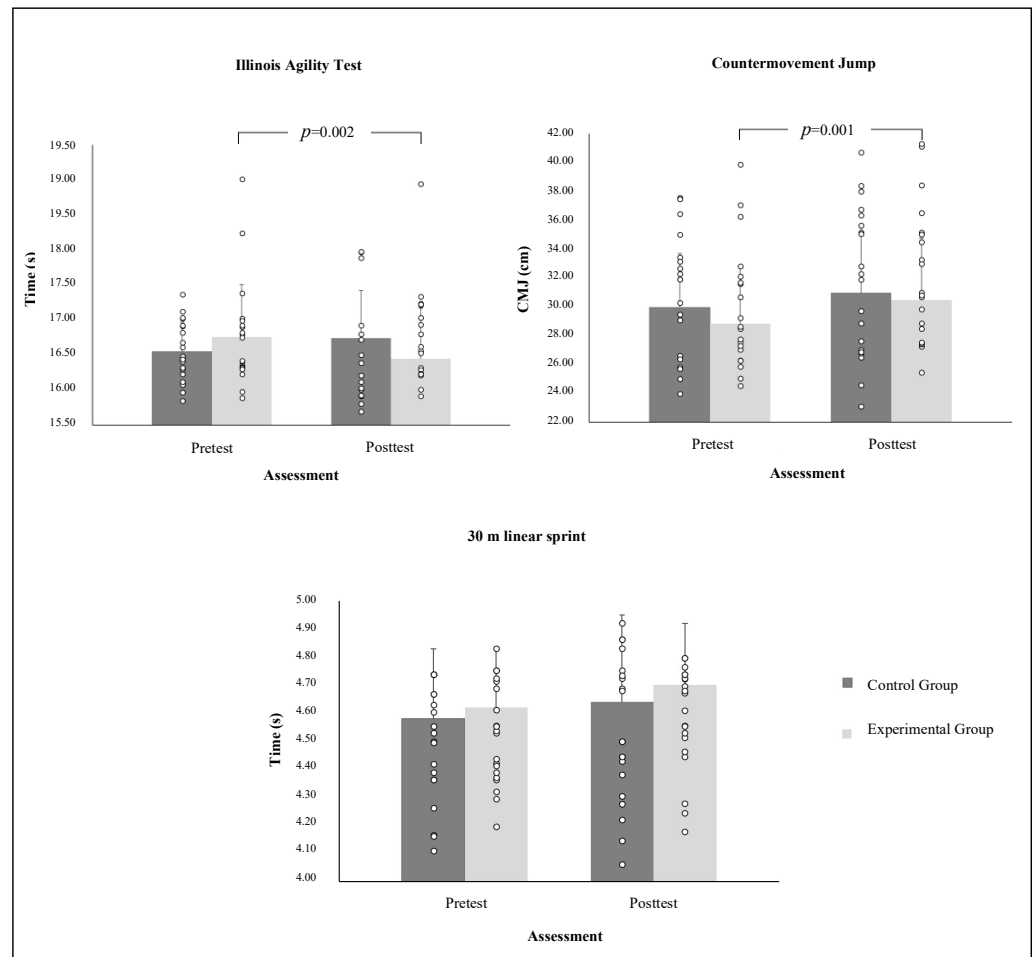 Illinois Agility Test
p=0.002
19.50
19.00
18.50
18.00
17.50
17.00
16.50
16.00
15.50
Time (s)
Pretest Posttest
Assessment
Countermovement Jump
p=0.001
42.00
40.00
38.00
36.00
34.00
32.00
30.00
28.00
26.00
24.00
22.00
CMJ (cm)
Pretest Posttest
Assessment
30 m linear sprint
5.00
4.90
4.80
4.70
4.60
4.50
4.40
4.30
4.20
4.10
4.00
Time (s)
Pretest Posttest
Assessment
Control Group
Experimental Group